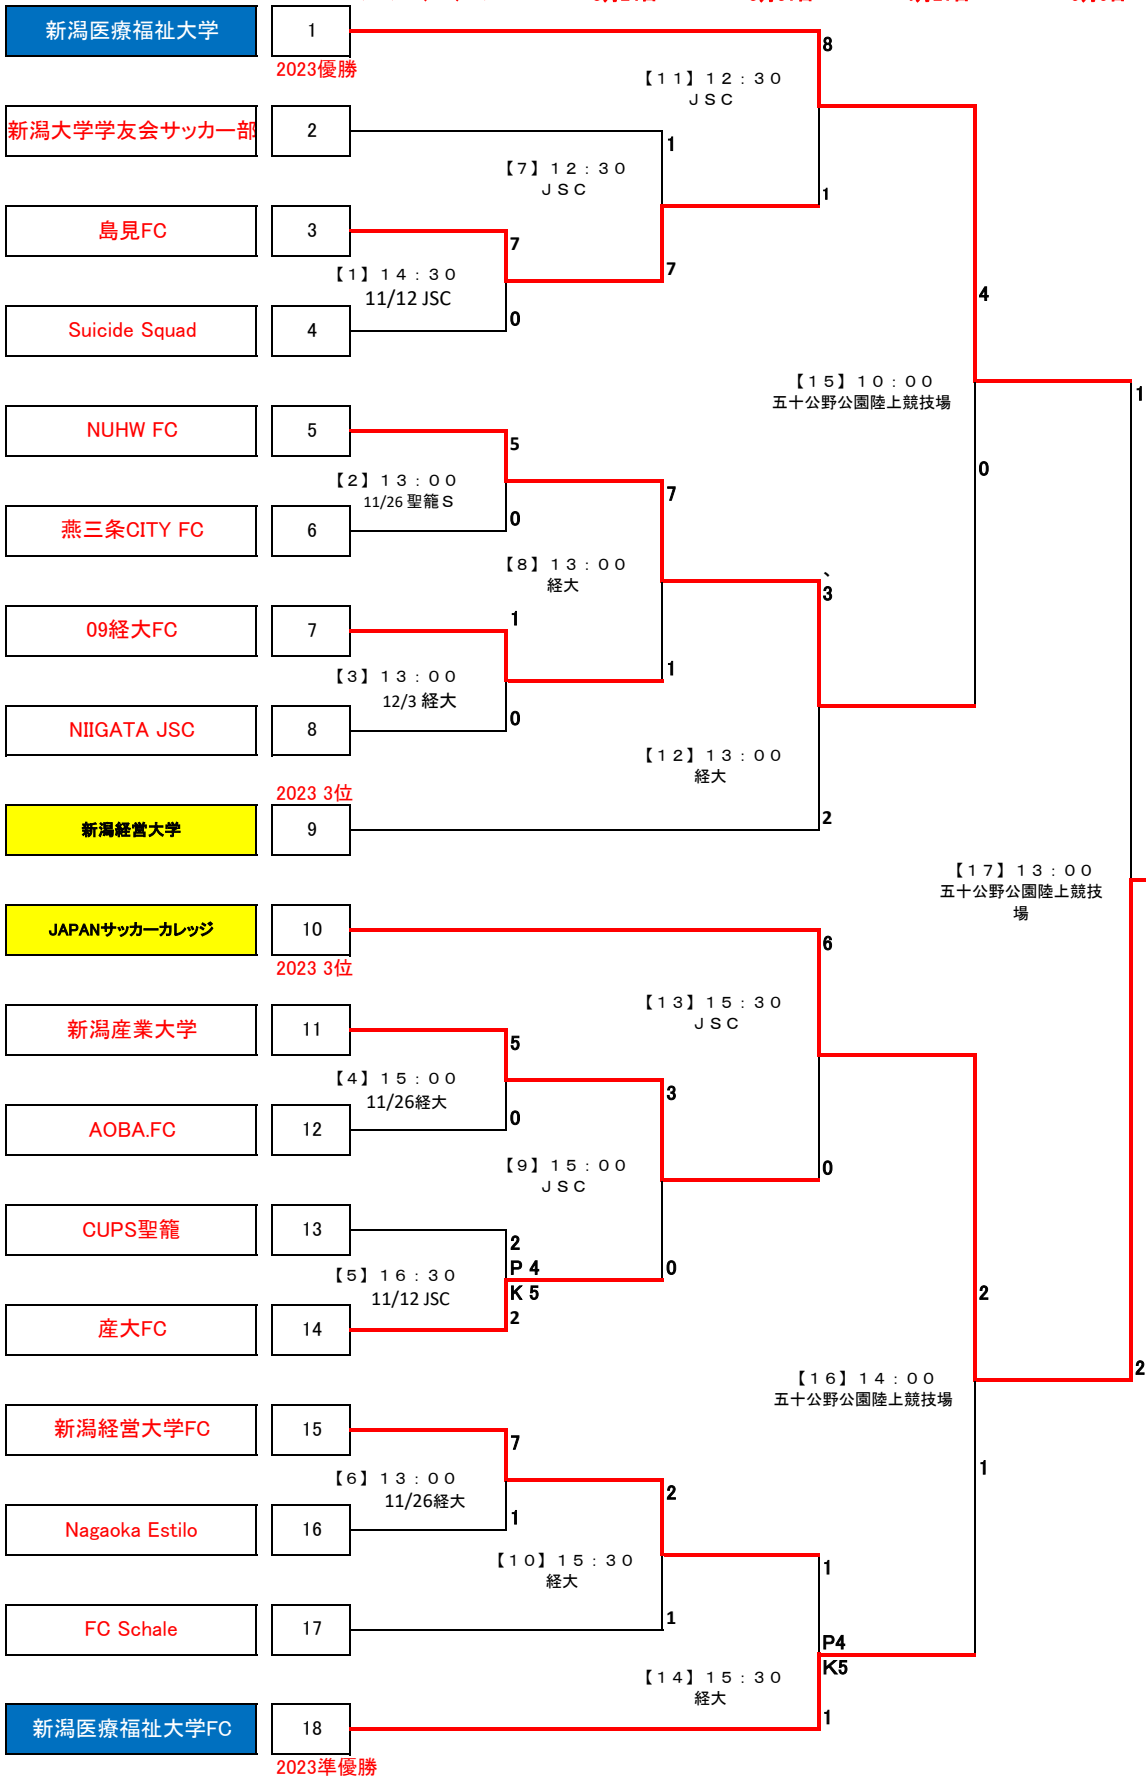 新潟医療福祉大学
1
8
2023優勝
【１１】１２：３０
ＪＳＣ
新潟大学学友会サッカー部
2
1
【７】１２：３０
ＪＳＣ
1
島見FC
3
7
7
【１】１４：３０
11/12 JSC
4
0
Suicide Squad
4
【１５】１０：００
五十公野公園陸上競技場
1
NUHW FC
5
5
0
【２】１３：００
11/26 聖籠Ｓ
7
0
燕三条CITY FC
6
【８】１３：００
経大
、
3
09経大FC
7
1
1
【３】１３：００
12/3 経大
0
NIIGATA JSC
8
【１２】１３：００
経大
2023 3位
2
新潟経営大学
9
【１７】１３：００
五十公野公園陸上競技
場
JAPANサッカーカレッジ
10
6
2023 3位
【１３】１５：３０
ＪＳＣ
新潟産業大学
11
5
【４】１５：００
11/26経大
3
0
AOBA.FC
12
【９】１５：００
ＪＳＣ
0
CUPS聖籠
13
2
P 4
K 5
0
【５】１６：３０
11/12 JSC
2
2
産大FC
14
2
【１６】１４：００
五十公野公園陸上競技場
新潟経営大学FC
15
7
1
【６】１３：００
11/26経大
2
1
Nagaoka Estilo
16
【１０】１５：３０
経大
1
1
FC Schale
17
P4
K5
【１４】１５：３０
経大
1
新潟医療福祉大学FC
18
2023準優勝